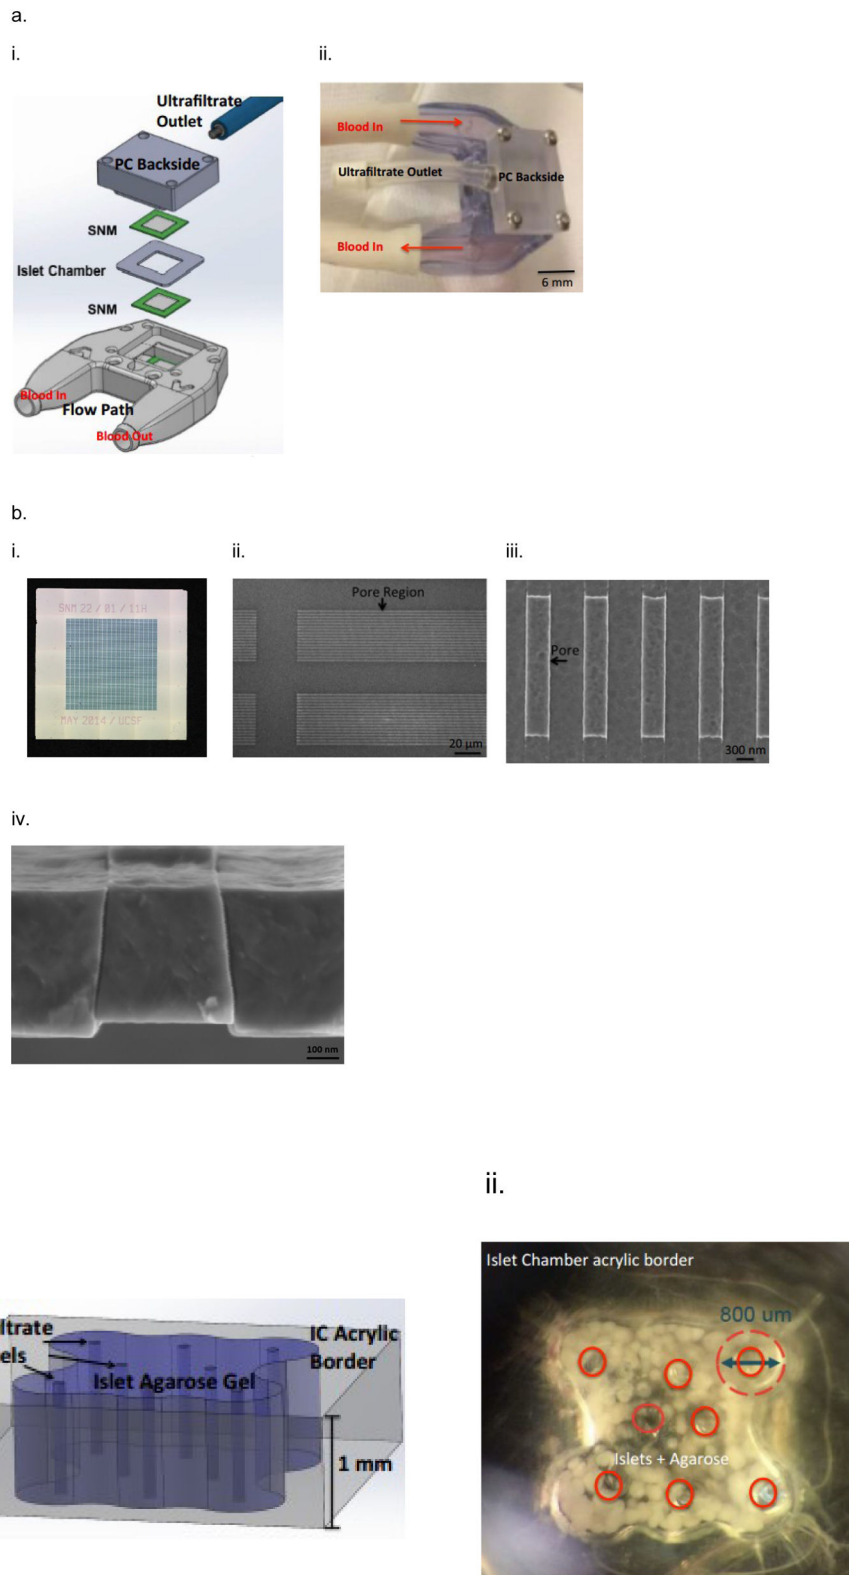 a.
i.
ii.
Ultrafiltrate
Outlet
PC Backside
SNM
Islet Chamber
SNM
Blood In
Flow Path
Blood Out
Blood In
Ultrafiltrate Outlet
PC Backside
Blood In
6 mm
b.
i.
ii.
iii.
SNM 22 / 01 / 11H
MAY 2014 / UCSF
Pore Region
20 µm
Pore
300 nm
iv.
100 nm
ii.
ltrate
els
IC Acrylic
Border
Islet Agarose Gel
1 mm
Islet Chamber acrylic border
800 um
Islets + Agarose